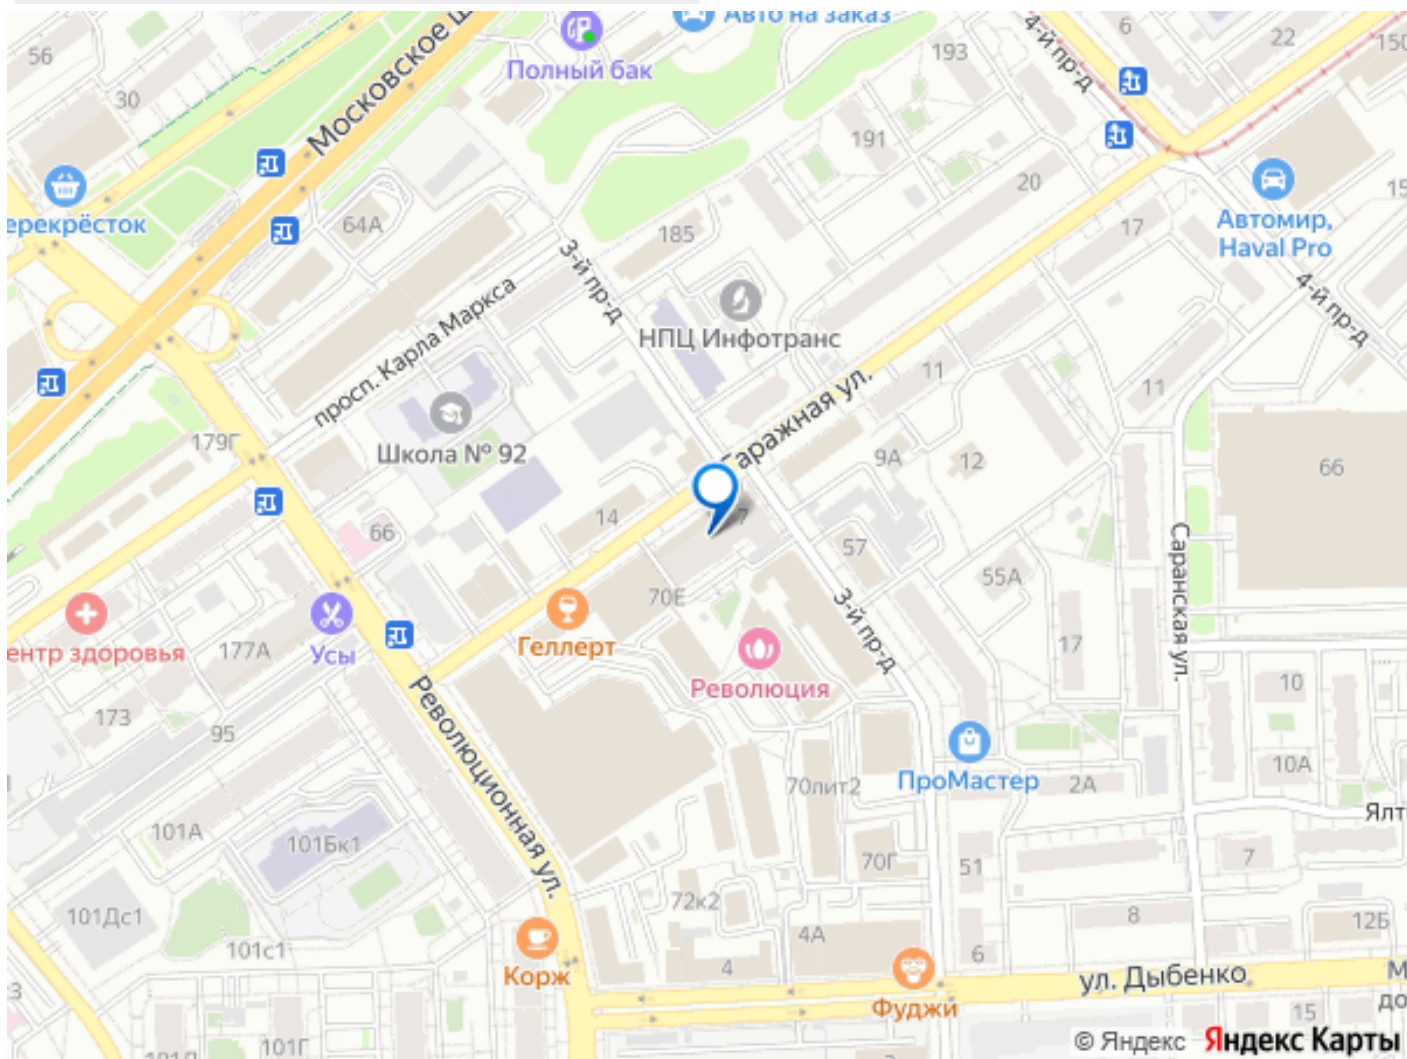 Авто на заказ
56
Московское ш
Полный бак
193
4-й пр-д
6
22
150
30
191
20
15
ерекрёсток
64А
185
17
Автомир,
Haval Pro
3-й пр-д
4-й пр-д
просп. Карла Маркса
НПЦ Инфотранс
11
11
Гаражная ул.
179Г
Школа № 92
9А
12
66
14
7
66
57
55А
Саранская ул.
70Е
3-й пр-д
ентр здоровья
177А
Усы
Геллерт
17
Революция
10
173
95
Революционная ул.
ПроМастер
10А
70лит2
2А
101А
101Бк1
Ялт
7
70Г
51
72к2
101Дс1
8
12Б
101с1
4А
6
4
Корж
ул. Дыбенко
М
3
Фуджи
до
15
101Г
© Яндекс Яндекс Карты